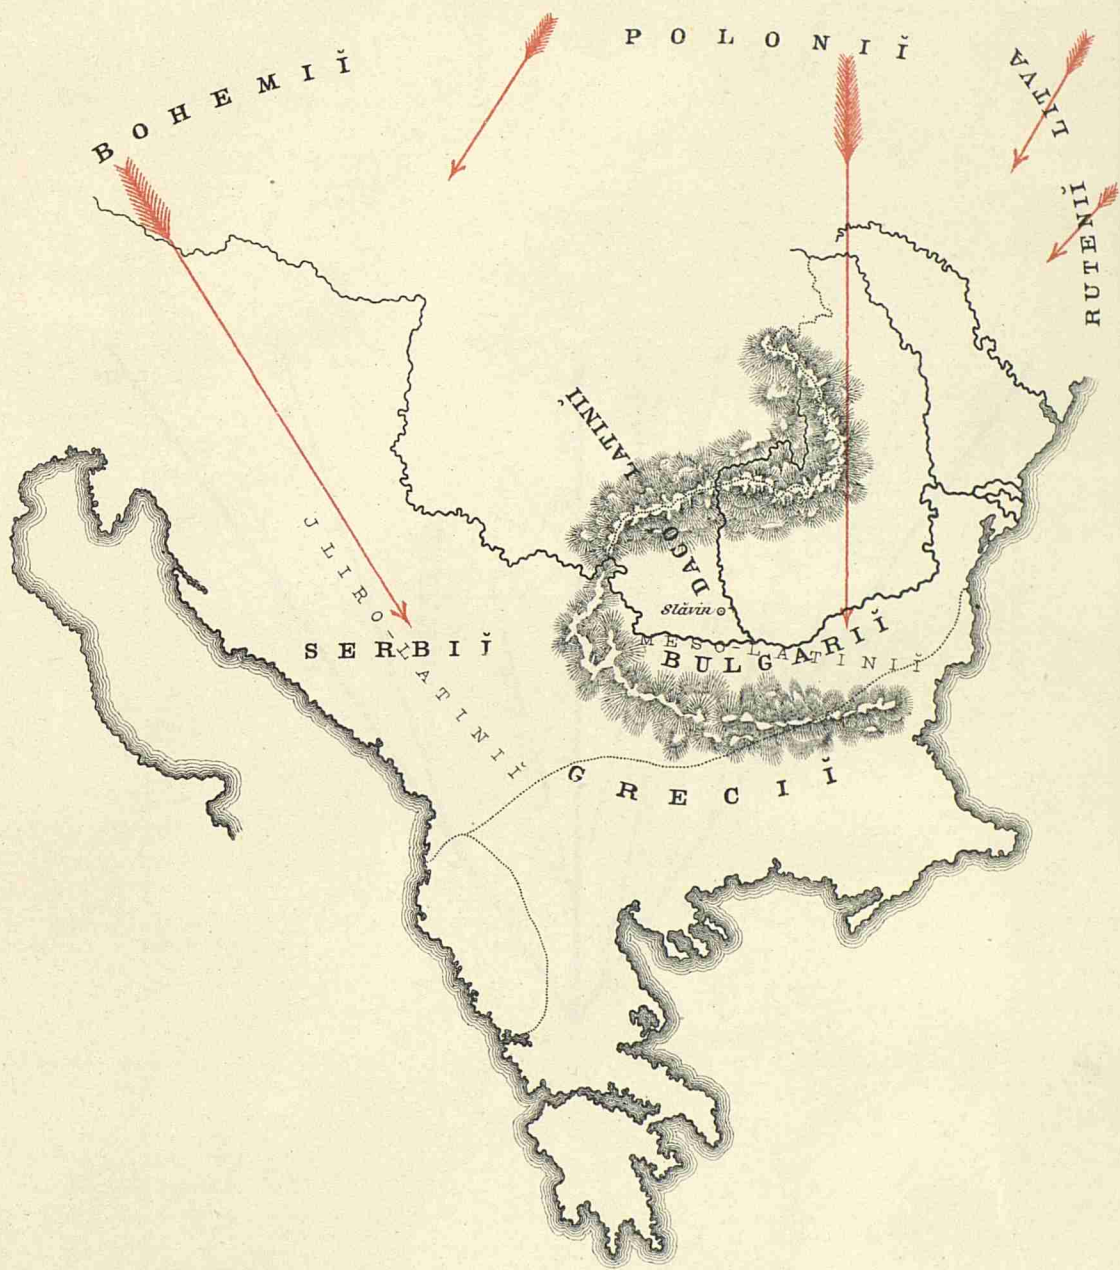 POLONIĬ
BOHEMIĬ
LITVA
RUTENIĬ
DACO-LATINIĬ
JLIRO-LATINIĬ
Slăvin
SERBIĬ
MESO-LATINIĬ
BULGARIĬ
GRECIĬ